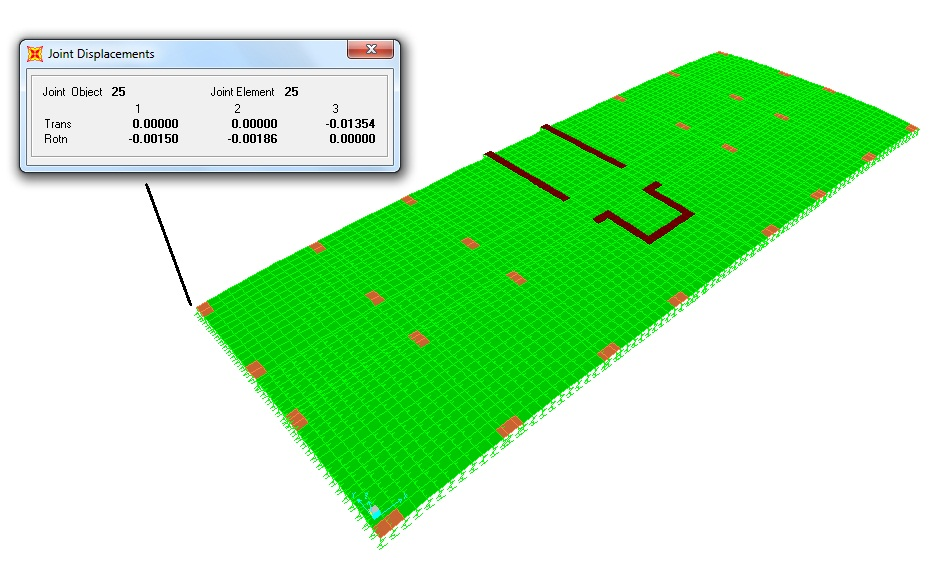 Joint Displacements
Joint Object 25 Joint Element 25
1 2 3
Trans 0.00000 0.00000 -0.01354
Rotn -0.00150 -0.00186 0.00000